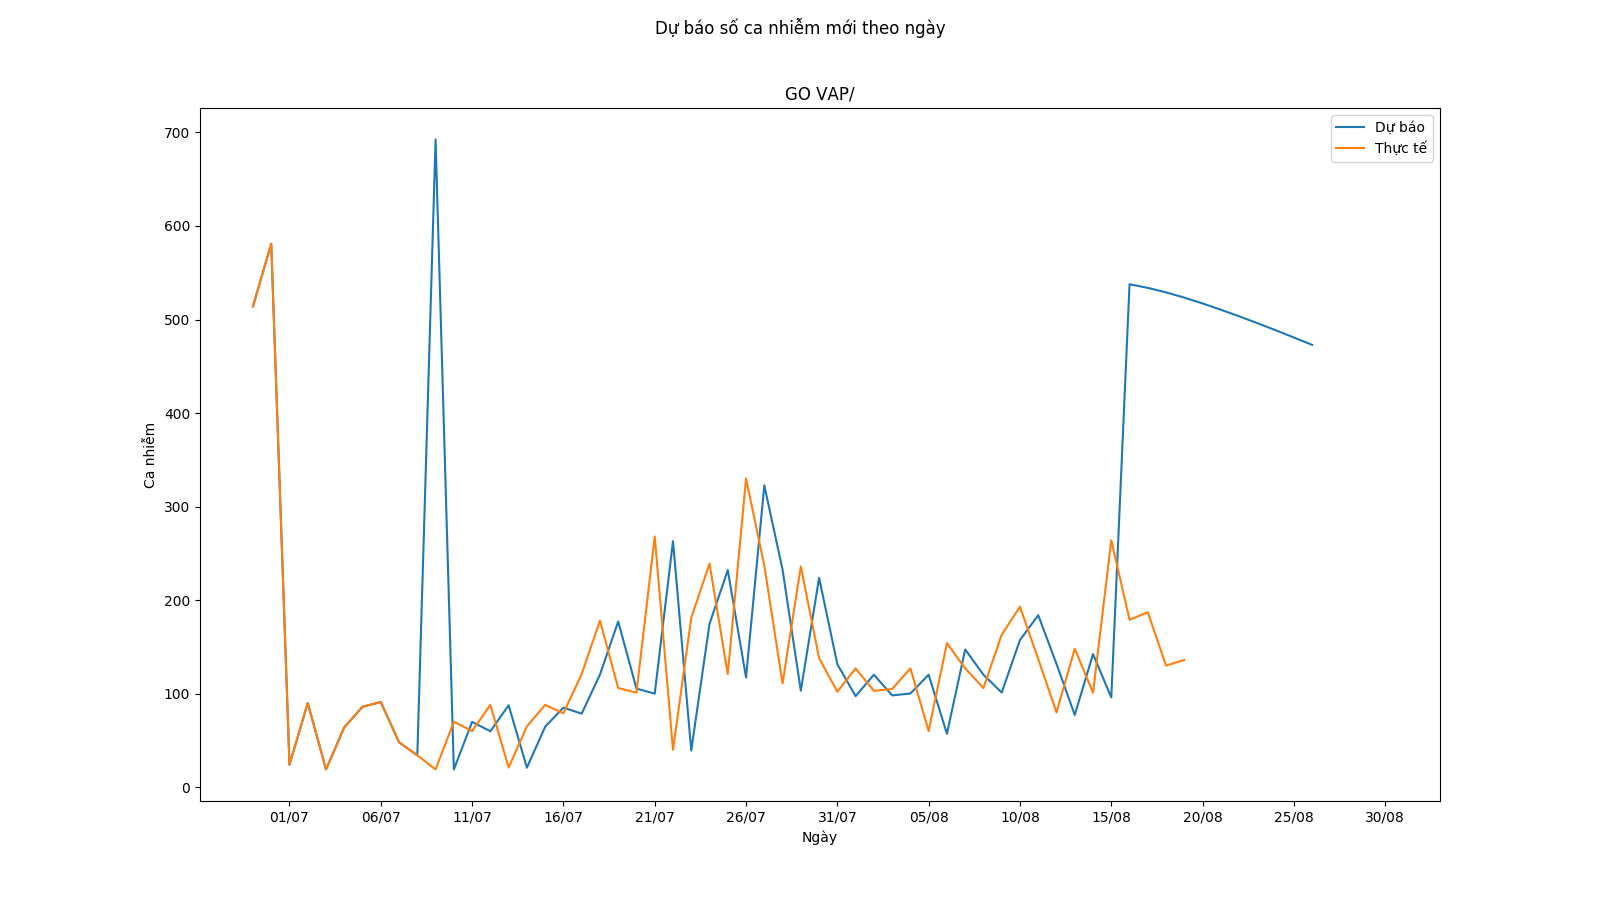 Dự báo số ca nhiễm mới theo ngày
GO VAP/
Dự báo
Thực tế
700
600
500
400
300
200
100
0
Ca nhiễm
01/07 06/07 11/07 16/07 21/07 26/07 31/07 05/08 10/08 15/08 20/08 25/08 30/08
Ngày